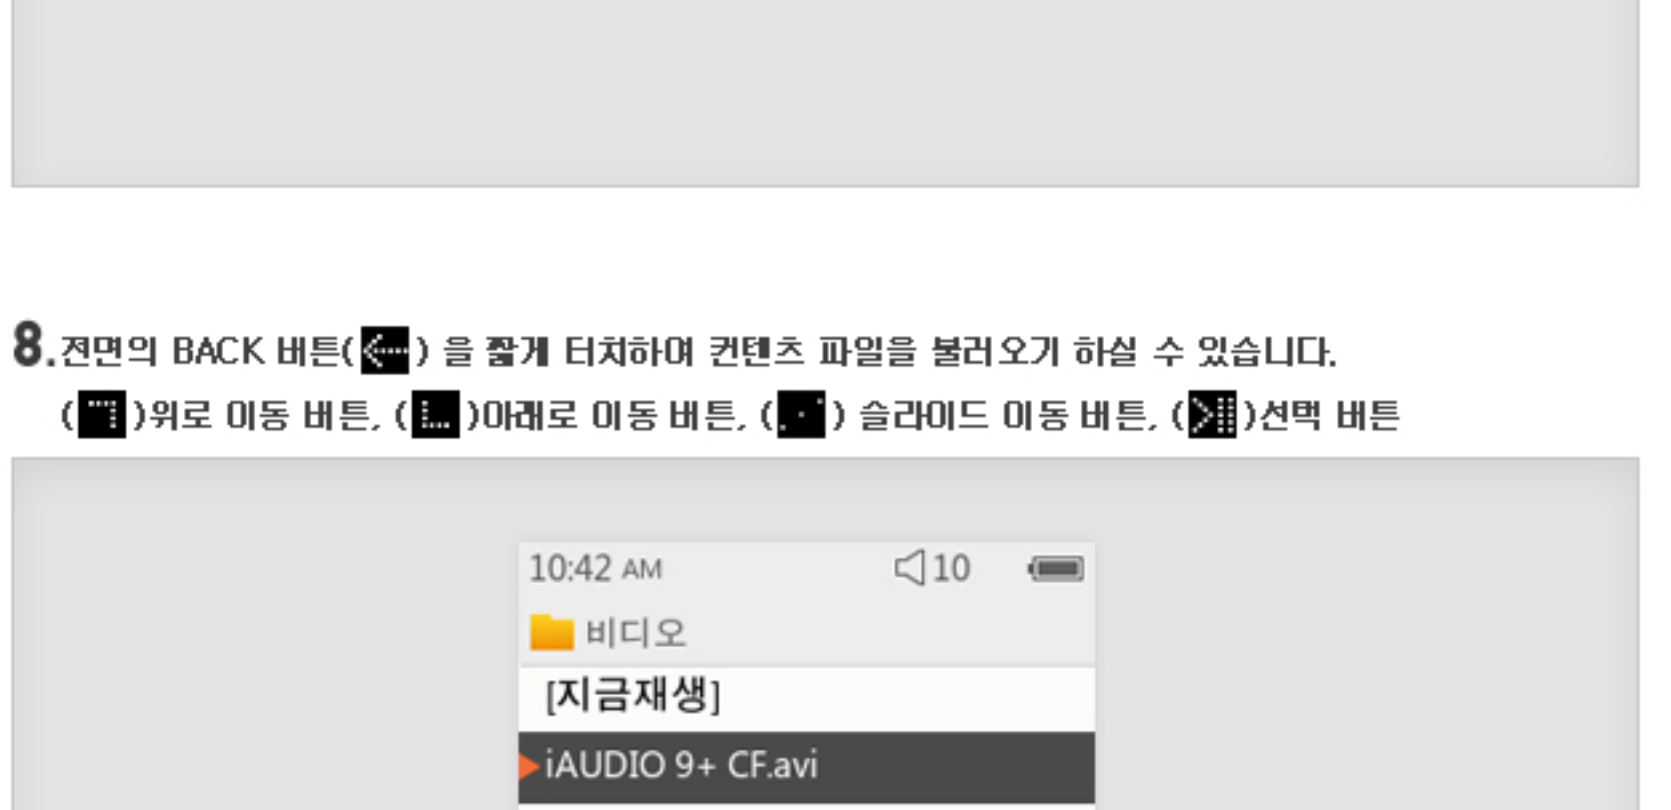 8.전면의 BACK 버튼( ) 을 짧게 터치하여 컨텐츠 파일을 불러오기 하실 수 있습니다.
( )위로 이동 버튼, ( )아래로 이동 버튼, ( ) 슬라이드 이동 버튼, ( )선택 버튼
10:42 AM 10
비디오
[지금재생]
iAUDIO 9+ CF.avi